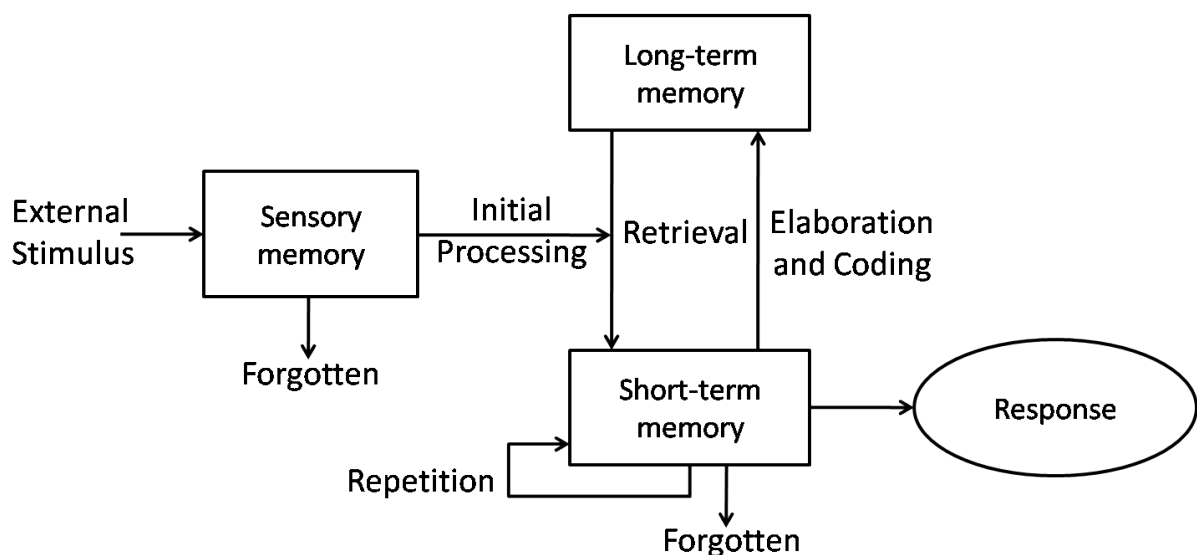 Long-term
memory
External
Stimulus
Sensory
memory
Initial
Processing
Retrieval
Elaboration
and Coding
Forgotten
Short-term
memory
Response
Repetition
Forgotten